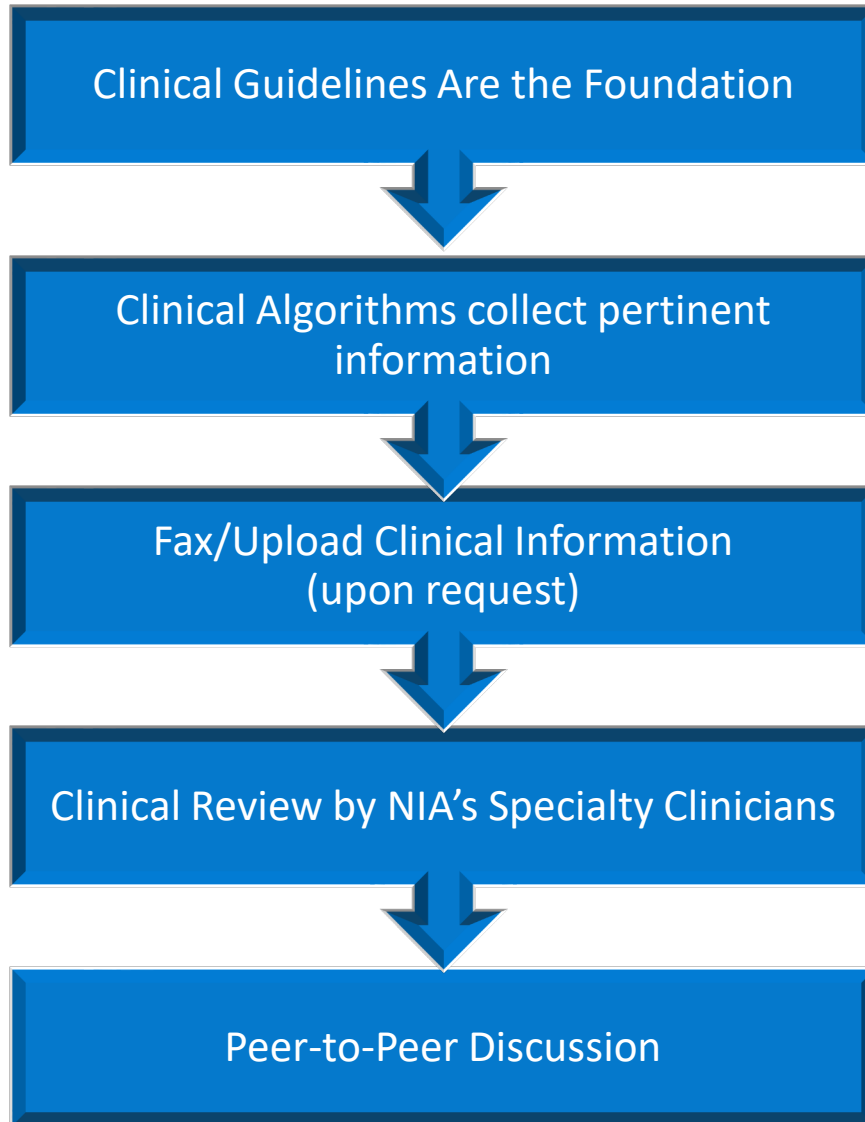 Clinical Guidelines Are the Foundation
Clinical Algorithms collect pertinent
information
Fax/Upload Clinical Information
(upon request)
Clinical Review by NIA’s Specialty Clinicians
Peer-to-Peer Discussion